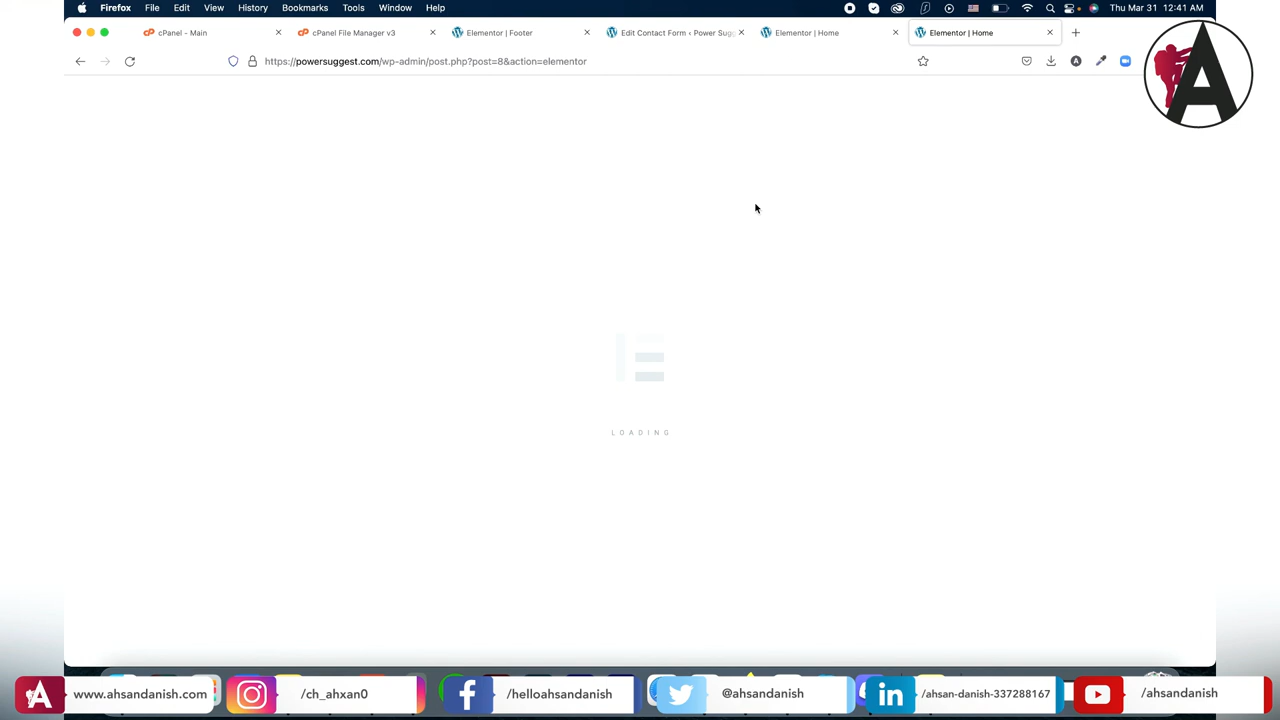 Firefox File Edit View History Bookmarks Tools Window Help Thu Mar 31 12:41 AM
cPanel - Main cPanel File Manager v3 Elementor | Footer Edit Contact Form ‹ Power Sugg Elementor | Home Elementor | Home
https://powersuggest.com/wp-admin/post.php?post=8&action=elementor
A
LOADING
A www.ahsandanish.com /ch_ahxan0 f /helloahsandanish @ahsandanish in /ahsan-danish-337288167 /ahsandanish